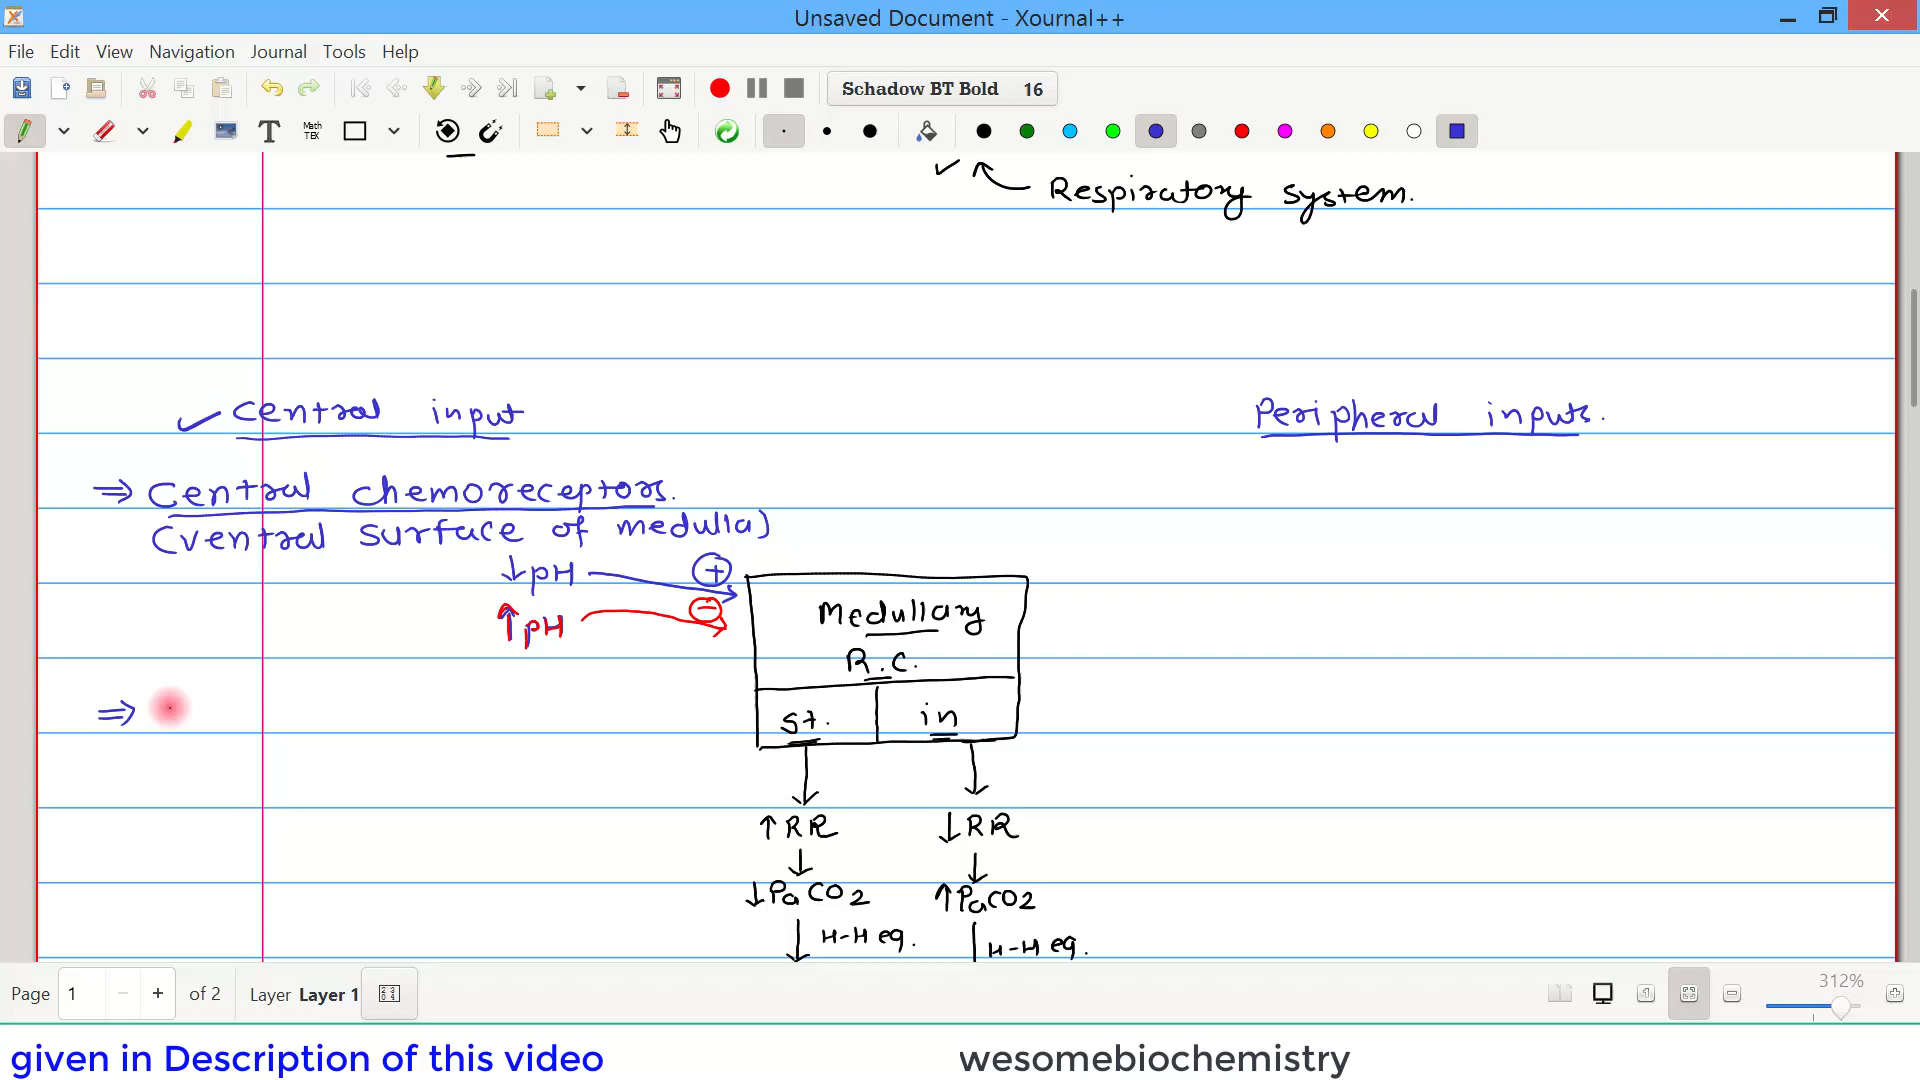 Unsaved Document - Xournal++
File Edit View Navigation Journal Tools Help
Schadow BT Bold 16
Math TEX
Respiratory system.
Central input
Peripheral inputs.
⇒ Central chemoreceptors.
(ventral surface of medulla)
↓pH +
↑pH −
Medullary
R.C.
st. in
⇒
↑RR ↓RR
↓PaCO2 ↑PaCO2
H-H eq. H-H eq.
Page 1 of 2 Layer Layer 1 312%
given in Description of this video wesomebiochemistry